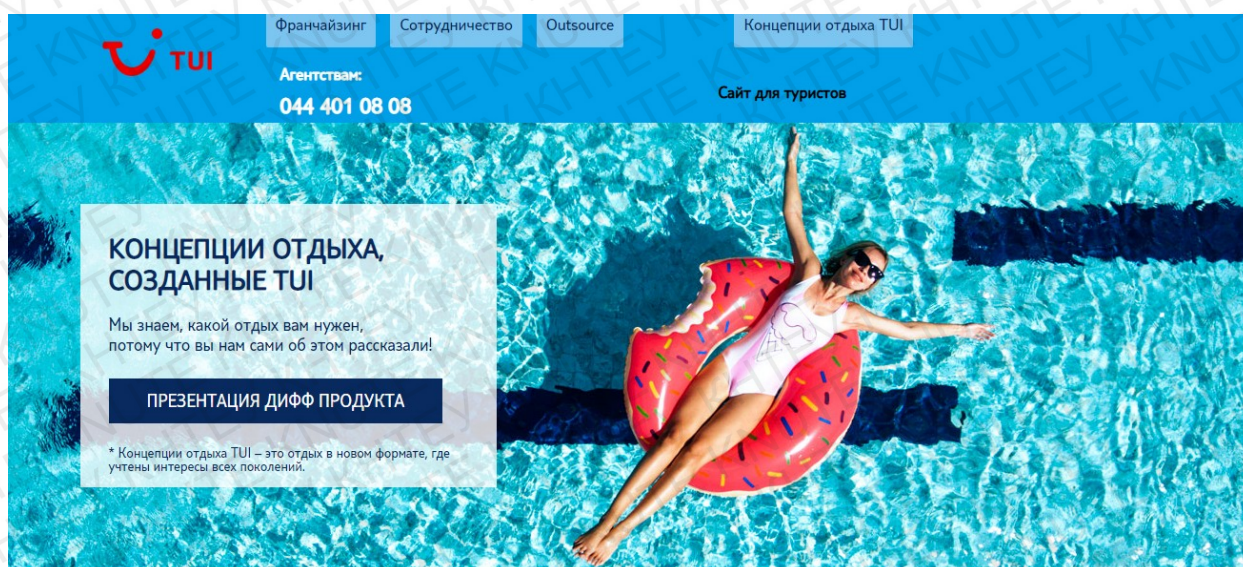 Франчайзинг Сотрудничество Outsource Концепции отдыха TUI
TUI
Агентствам:
044 401 08 08
Сайт для туристов
КОНЦЕПЦИИ ОТДЫХА,
СОЗДАННЫЕ TUI
Мы знаем, какой отдых вам нужен,
потому что вы нам сами об этом рассказали!
ПРЕЗЕНТАЦИЯ ДИФФ ПРОДУКТА
* Концепции отдыха TUI – это отдых в новом формате, где
учтены интересы всех поколений.